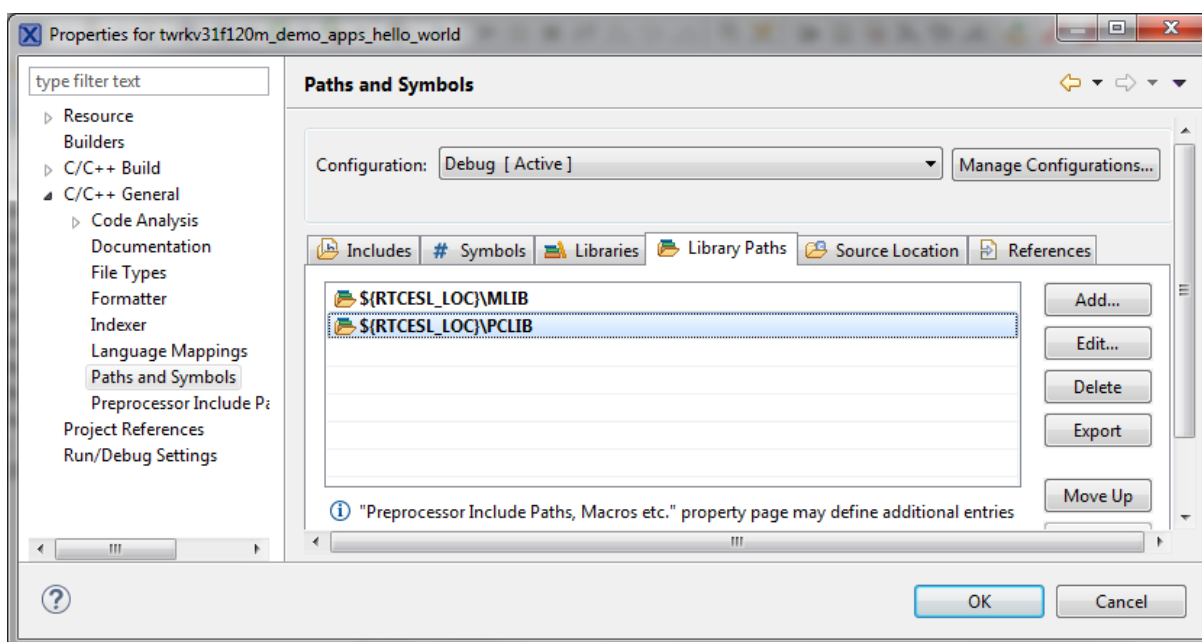 Properties for twrkv31f120m_demo_apps_hello_world
type filter text
Resource
Builders
C/C++ Build
C/C++ General
Code Analysis
Documentation
File Types
Formatter
Indexer
Language Mappings
Paths and Symbols
Preprocessor Include Pa
Project References
Run/Debug Settings
Paths and Symbols
Configuration: Debug [ Active ] Manage Configurations...
Includes # Symbols Libraries Library Paths Source Location References
${RTCESL_LOC}\MLIB
${RTCESL_LOC}\PCLIB
Add...
Edit...
Delete
Export
Move Up
"Preprocessor Include Paths, Macros etc." property page may define additional entries
OK Cancel